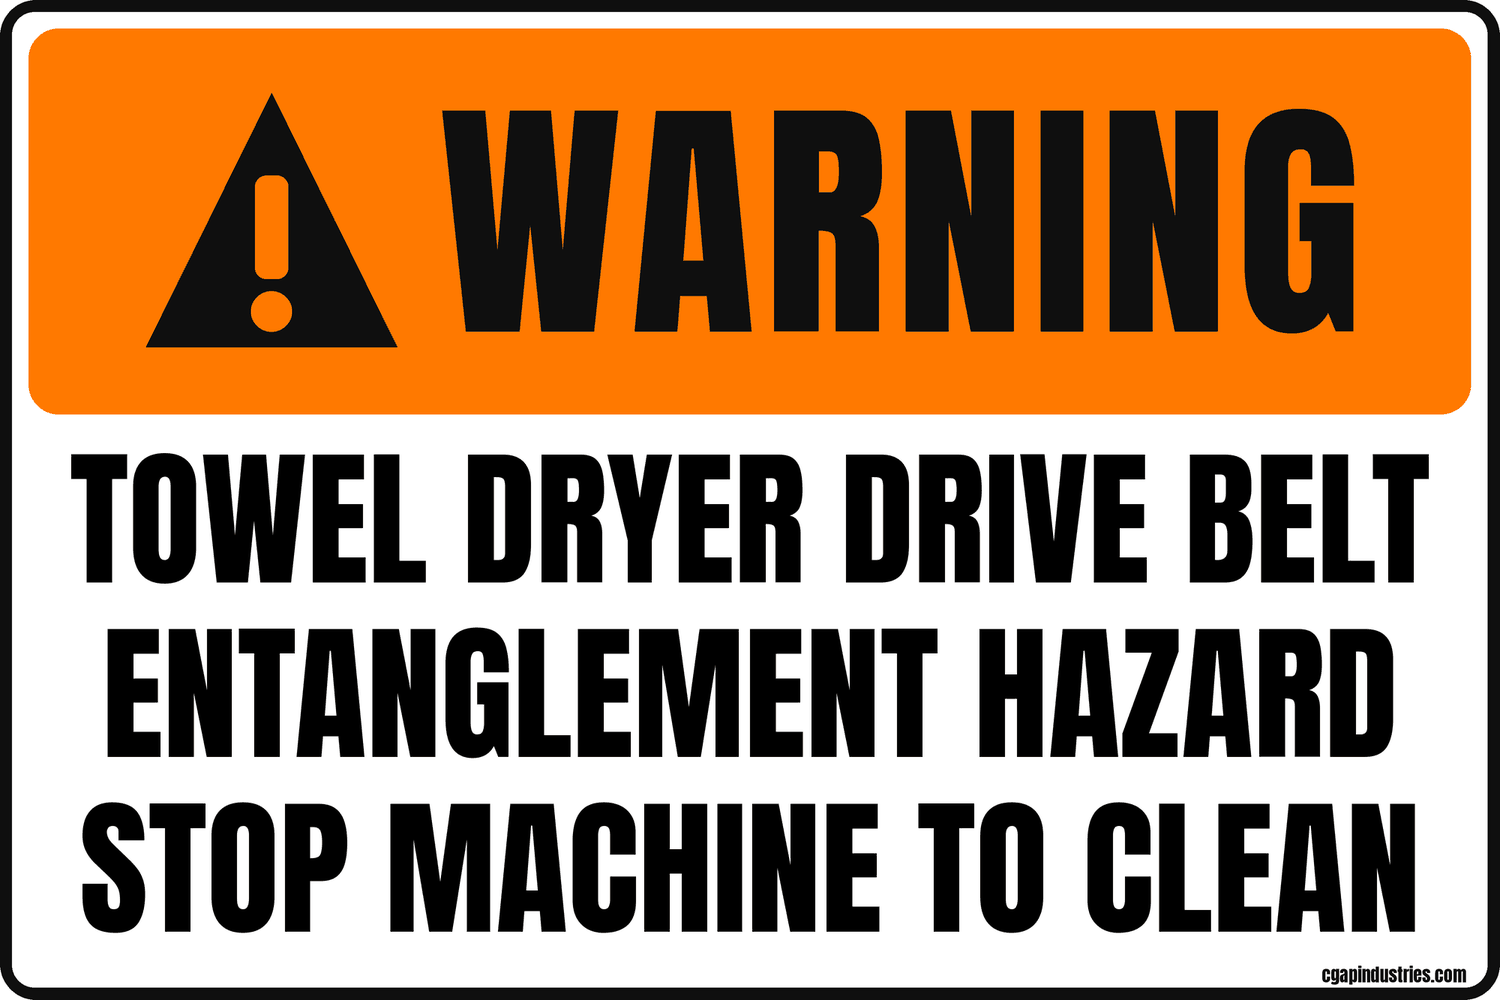 WARNING
TOWEL DRYER DRIVE BELT
ENTANGLEMENT HAZARD
STOP MACHINE TO CLEAN
cgapindustries.com